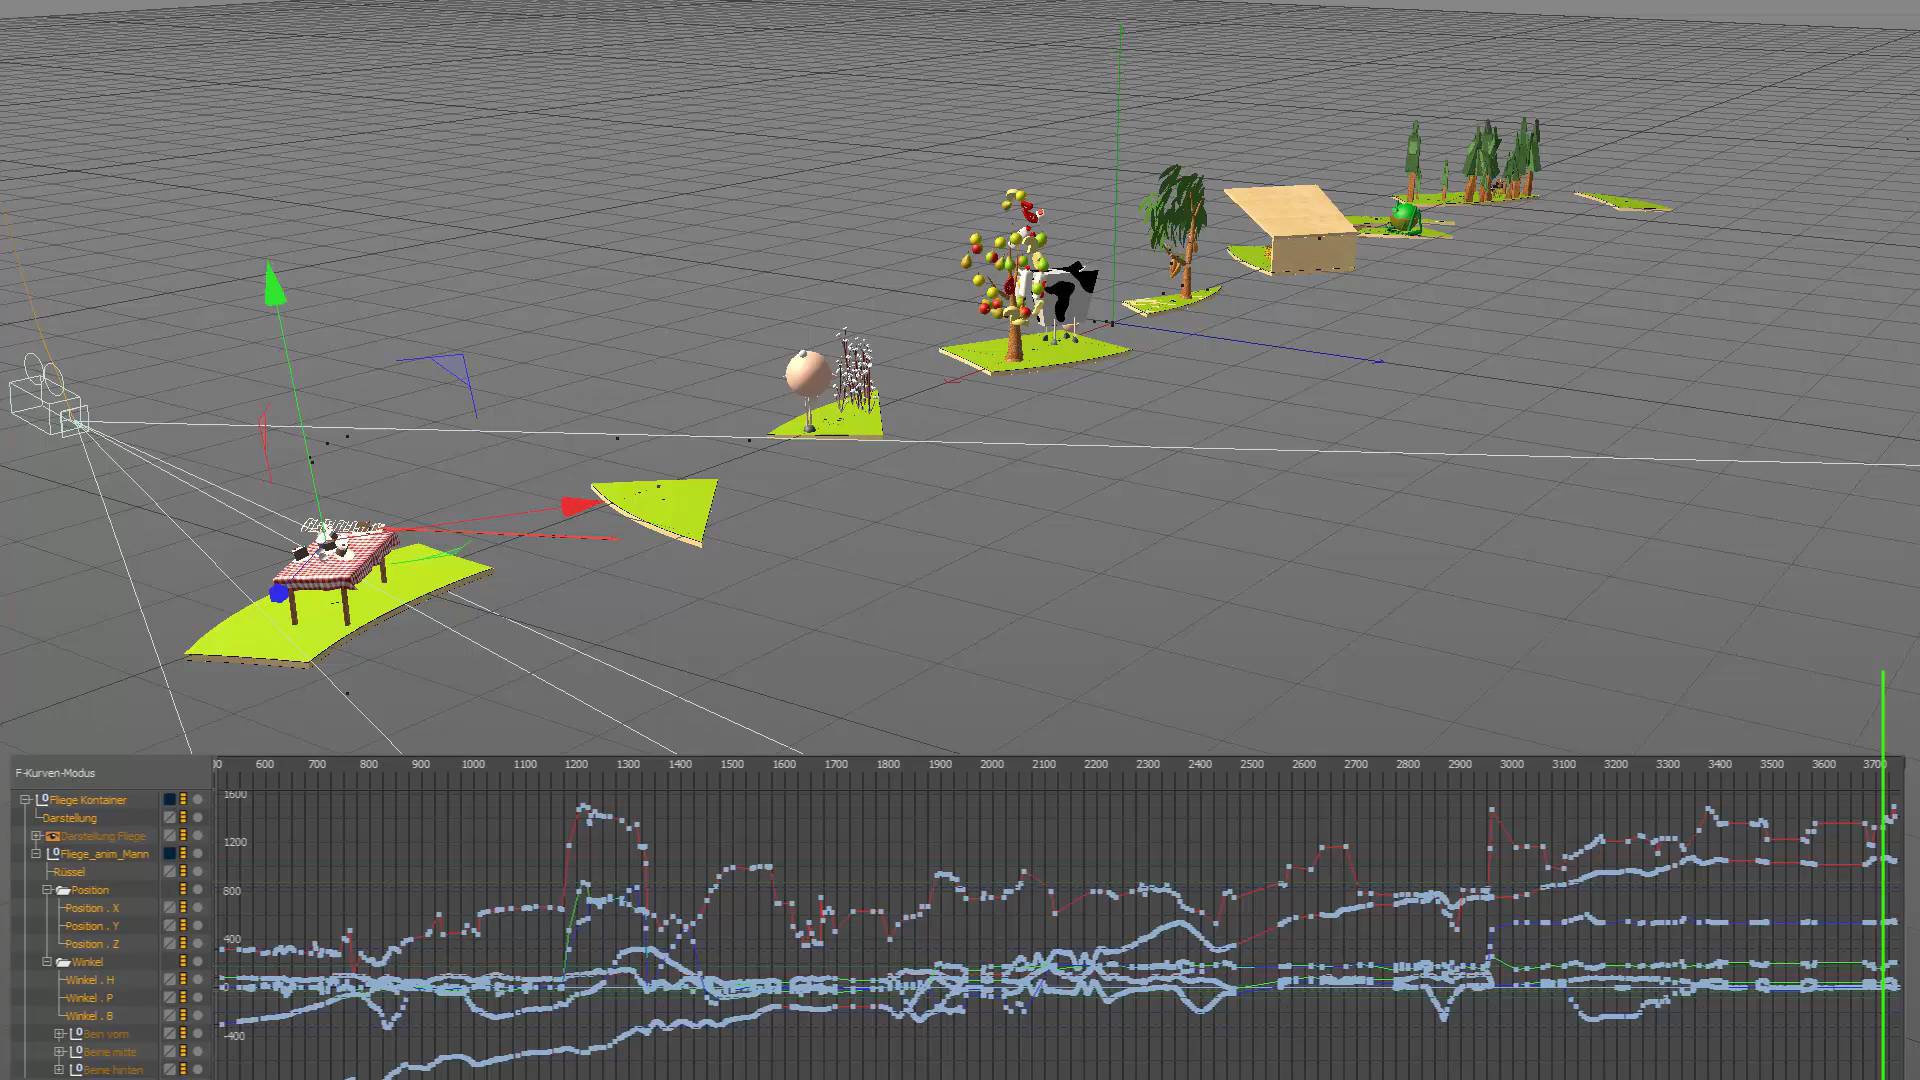 F-Kurven-Modus
600 700 800 900 1000 1100 1200 1300 1400 1500 1600 1700 1800 1900 2000 2100 2200 2300 2400 2500 2600 2700 2800 2900 3000 3100 3200 3300 3400 3500 3600 3700
1600
1200
800
400
0
-400
Fliege Kontainer
Darstellung
Darstellung Fliege
Fliege_anim_Mann
Rüssel
Position
Position . X
Position . Y
Position . Z
Winkel
Winkel . H
Winkel . P
Winkel . B
Bein vorn
Beine mitte
Beine hinten